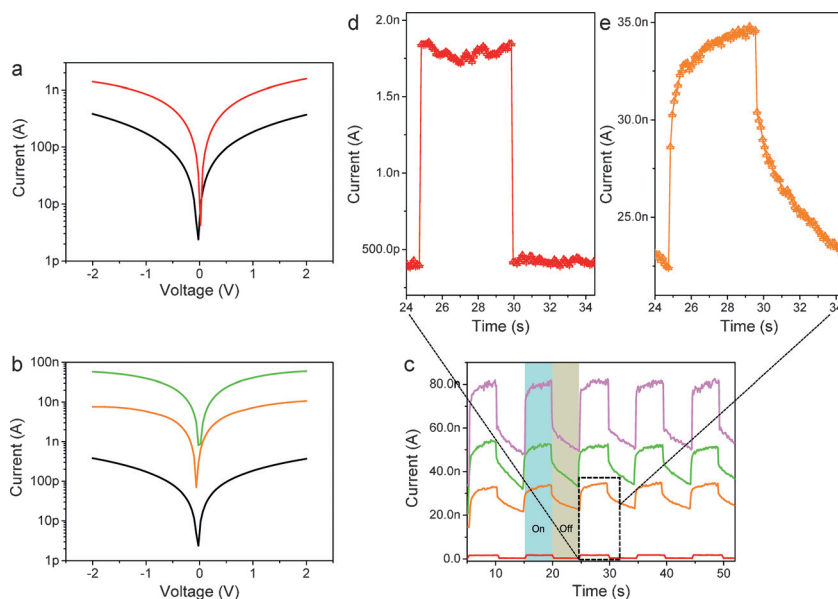 a
Current (A)
1n
100p
10p
1p
-2 -1 0 1 2
Voltage (V)
b
Current (A)
100n
10n
1n
100p
10p
1p
-2 -1 0 1 2
Voltage (V)
d
Current (A)
2.0n
1.5n
1.0n
500.0p
24 26 28 30 32 34
Time (s)
e
Current (A)
35.0n
30.0n
25.0n
24 26 28 30 32 34
Time (s)
c
Current (A)
80.0n
60.0n
40.0n
20.0n
0.0
On Off
10 20 30 40 50
Time (s)